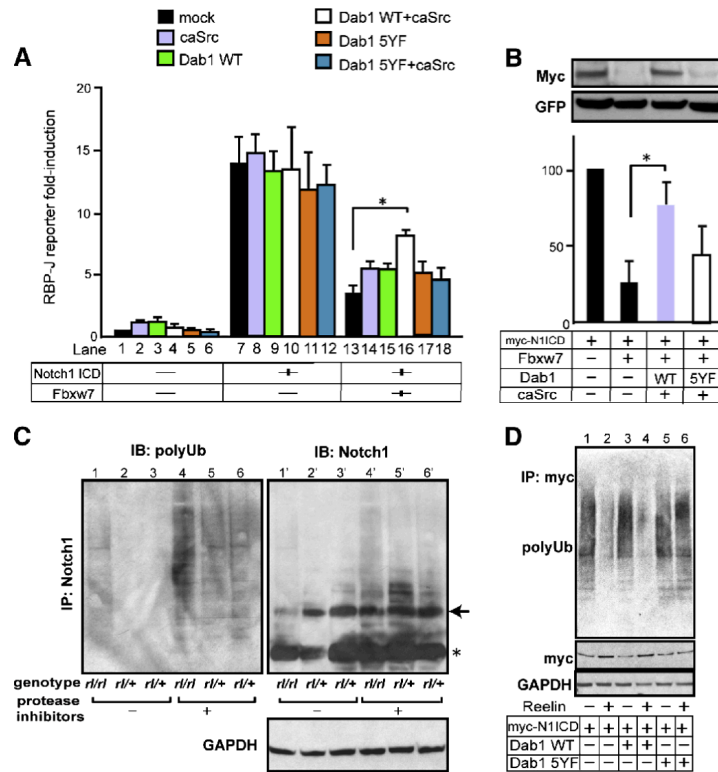 mock
caSrc
Dab1 WT
Dab1 WT+caSrc
Dab1 5YF
Dab1 5YF+caSrc
A
RBP-J reporter fold-induction
20
15
10
5
0
*
Lane 1 2 3 4 5 6 7 8 9 10 11 12 13 14 15 16 17 18
Notch1 ICD — + +
Fbxw7 — — +
B
Myc
GFP
100
50
0
*
myc-N1ICD + + + +
Fbxw7 − + + +
Dab1 − − WT 5YF
caSrc − − + +
C
IB: polyUb IB: Notch1
1 2 3 4 5 6 1' 2' 3' 4' 5' 6'
IP: Notch1
*
genotype rl/rl rl/+ rl/+ rl/rl rl/+ rl/+ rl/rl rl/+ rl/+ rl/rl rl/+ rl/+
protease inhibitors − + − +
GAPDH
D
1 2 3 4 5 6
IP: myc
polyUb
myc
GAPDH
Reelin − + − + − +
myc-N1ICD + + + + + +
Dab1 WT − − + + − −
Dab1 5YF − − − − + +